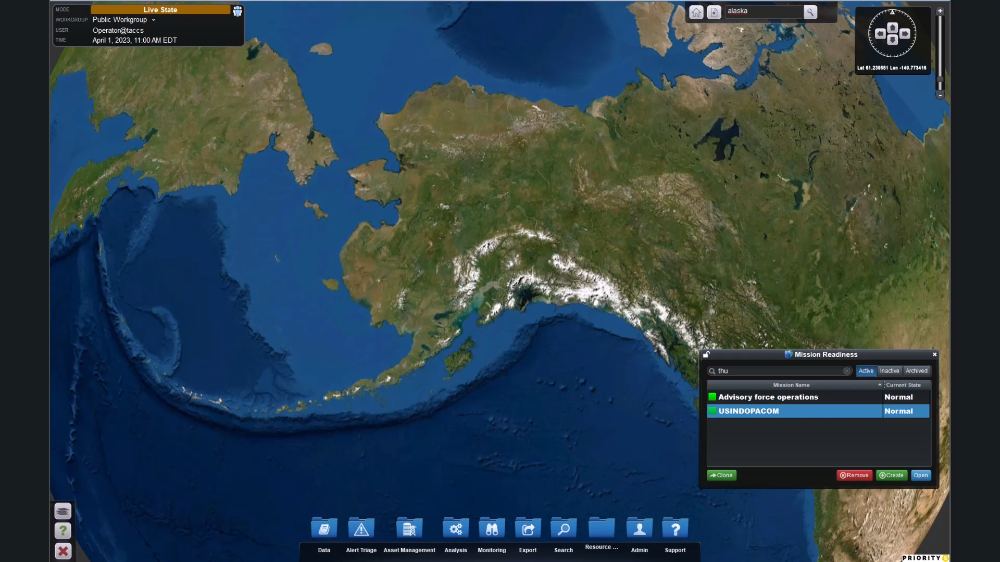 MODE
Live State
WORKGROUP Public Workgroup
USER Operator@taccs
TIME April 1, 2023, 11:00 AM EDT
alaska
Lat 61.239551 Lon -149.773416
+
-
Mission Readiness
thu
Active Inactive Archived
Mission Name Current State
Advisory force operations Normal
USINDOPACOM Normal
Clone Remove Create Open
Data Alert Triage Asset Management Analysis Monitoring Export Search Resource ... Admin Support
PRIORITY 5